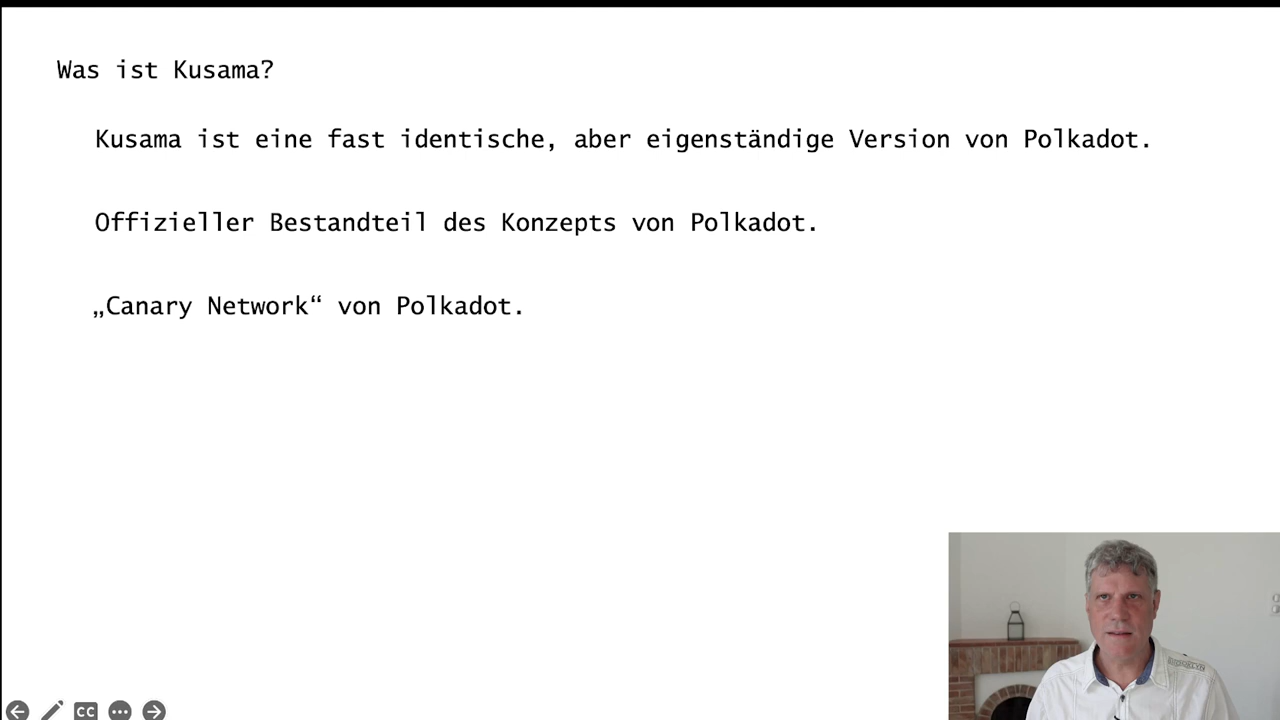 Was ist Kusama?
Kusama ist eine fast identische, aber eigenständige Version von Polkadot.
Offizieller Bestandteil des Konzepts von Polkadot.
„Canary Network“ von Polkadot.
CC